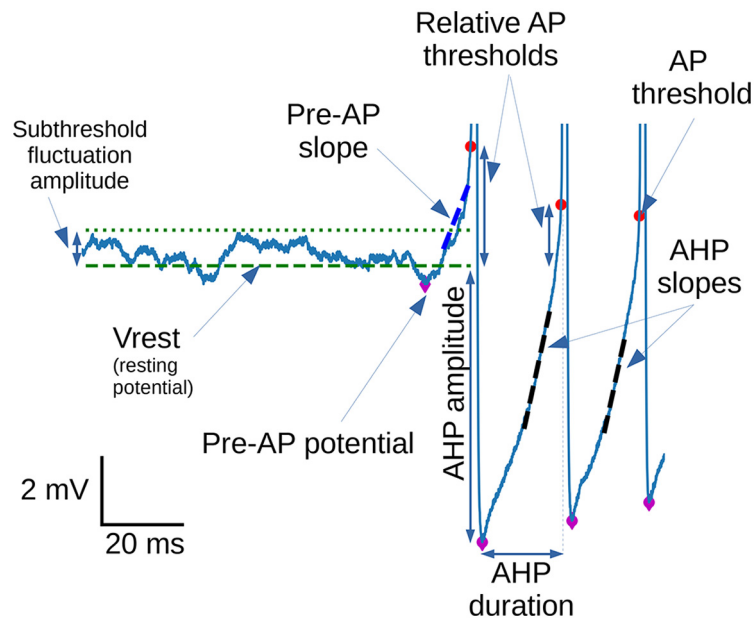 Relative AP
thresholds
AP
threshold
Pre-AP
slope
Subthreshold
fluctuation
amplitude
AHP
slopes
Vrest
(resting
potential)
AHP amplitude
Pre-AP potential
2 mV
20 ms
AHP
duration